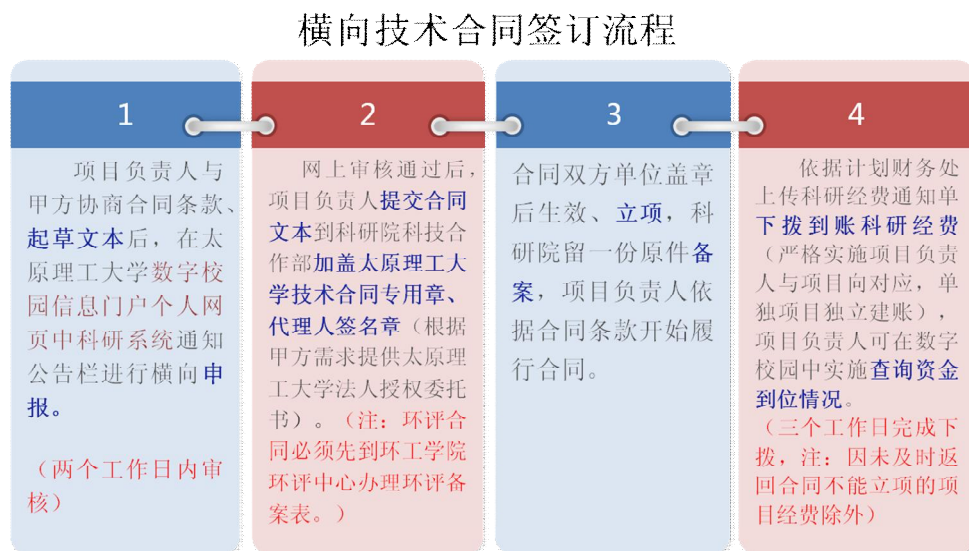 横向技术合同签订流程
1
项目负责人与
甲方协商合同条款、
起草文本后，在太
原理工大学数字校
园信息门户个人网
页中科研系统通知
公告栏进行横向申
报。
（两个工作日内审
核）
2
网上审核通过后，
项目负责人提交合同
文本到科研院科技合
作部加盖太原理工大
学技术合同专用章、
代理人签名章（根据
甲方需求提供太原理
工大学法人授权委托
书）。（注：环评合
同必须先到环工学院
环评中心办理环评备
案表。）
3
合同双方单位盖章
后生效、立项，科
研院留一份原件备
案，项目负责人依
据合同条款开始履
行合同。
4
依据计划财务处
上传科研经费通知单
下拨到账科研经费
（严格实施项目负责
人与项目向对应，单
独项目独立建账），
项目负责人可在数字
校园中实施查询资金
到位情况。
（三个工作日完成下
拨，注：因未及时返
回合同不能立项的项
目经费除外）